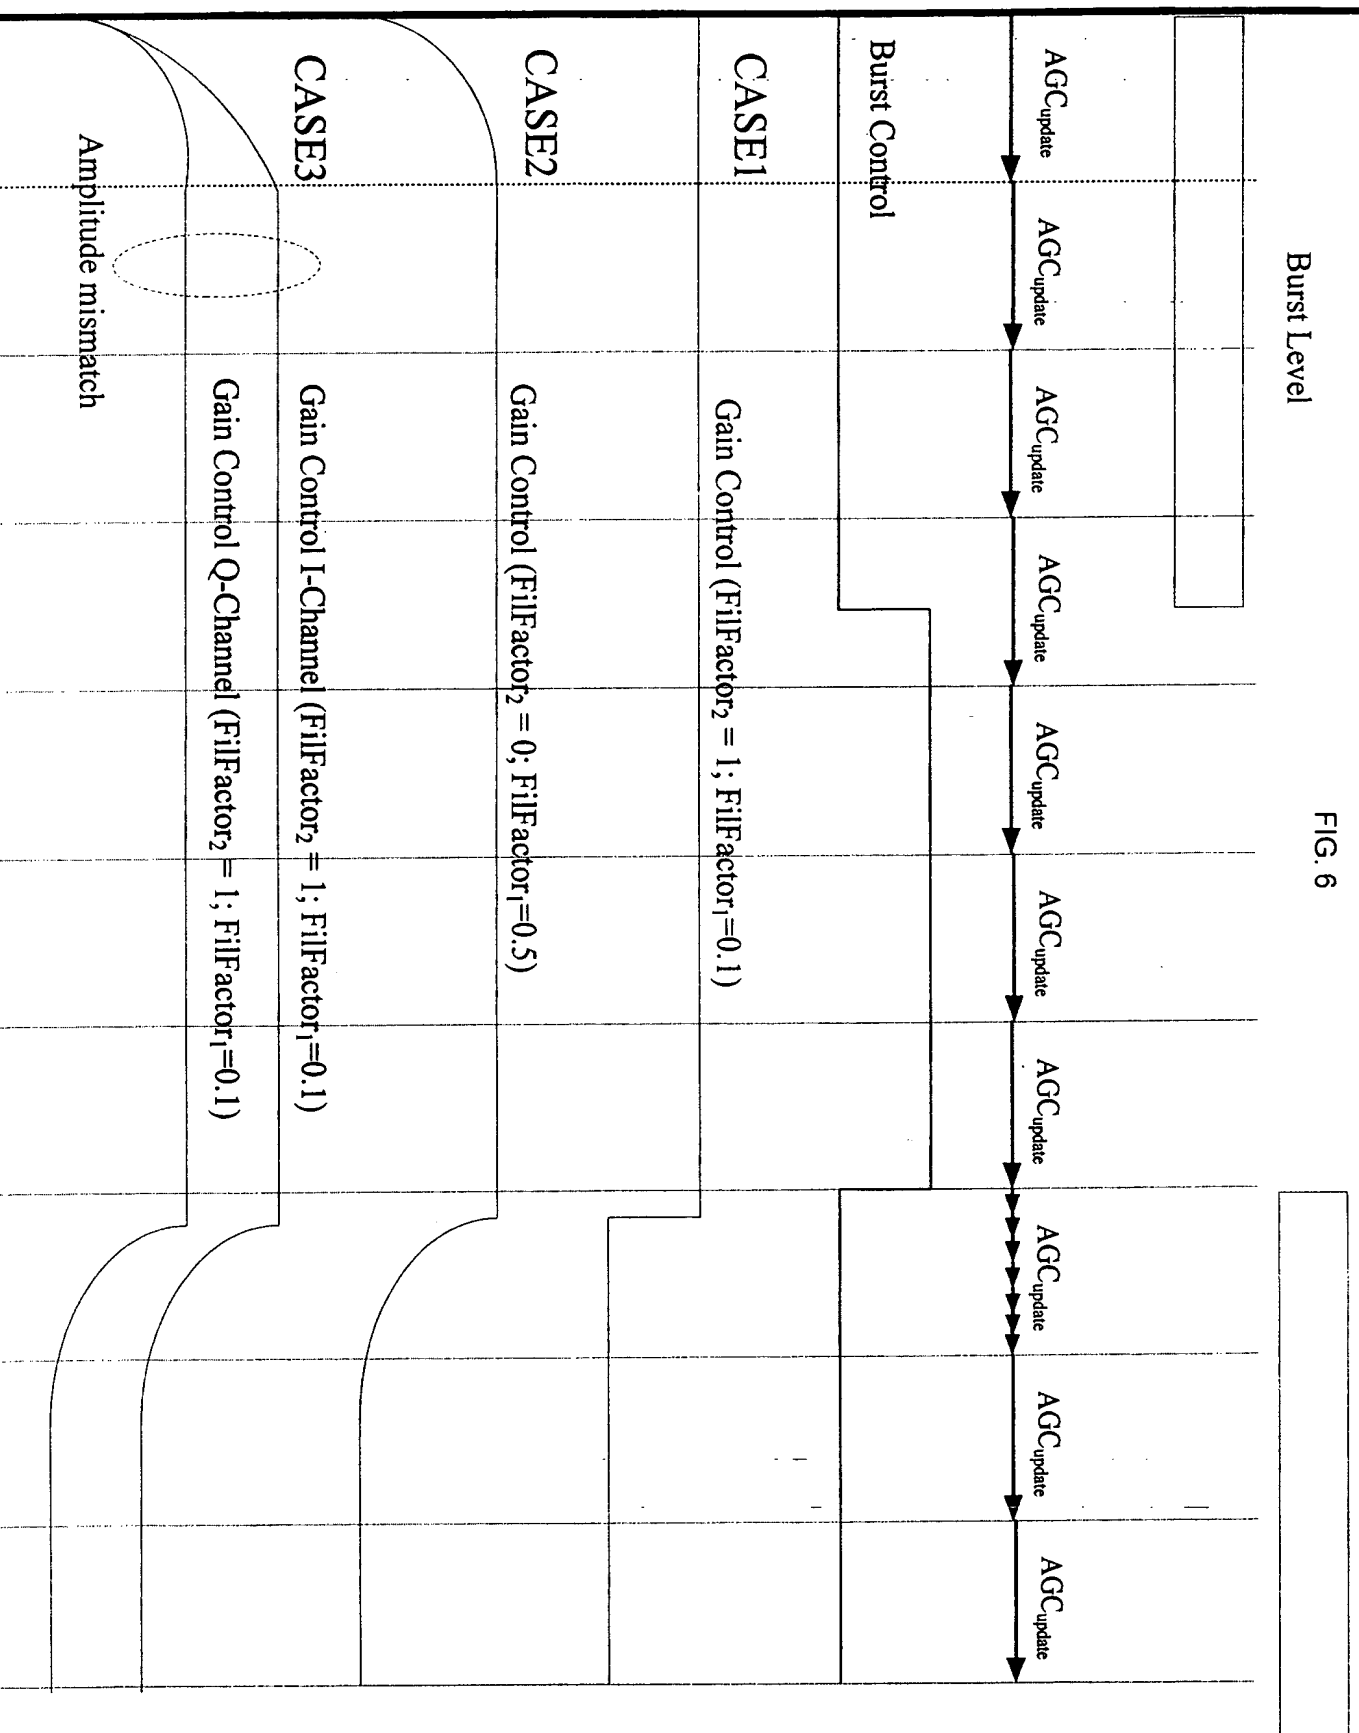 FIG. 6
Burst Level
AGCupdate
AGCupdate
AGCupdate
AGCupdate
AGCupdate
AGCupdate
AGCupdate
AGCupdate
AGCupdate
AGCupdate
Burst Control
CASE1
Gain Control (FilFactor2 = 1; FilFactor1=0.1)
CASE2
Gain Control (FilFactor2 = 0; FilFactor1=0.5)
CASE3
Gain Control I-Channel (FilFactor2 = 1; FilFactor1=0.1)
Gain Control Q-Channel (FilFactor2 = 1; FilFactor1=0.1)
Amplitude mismatch